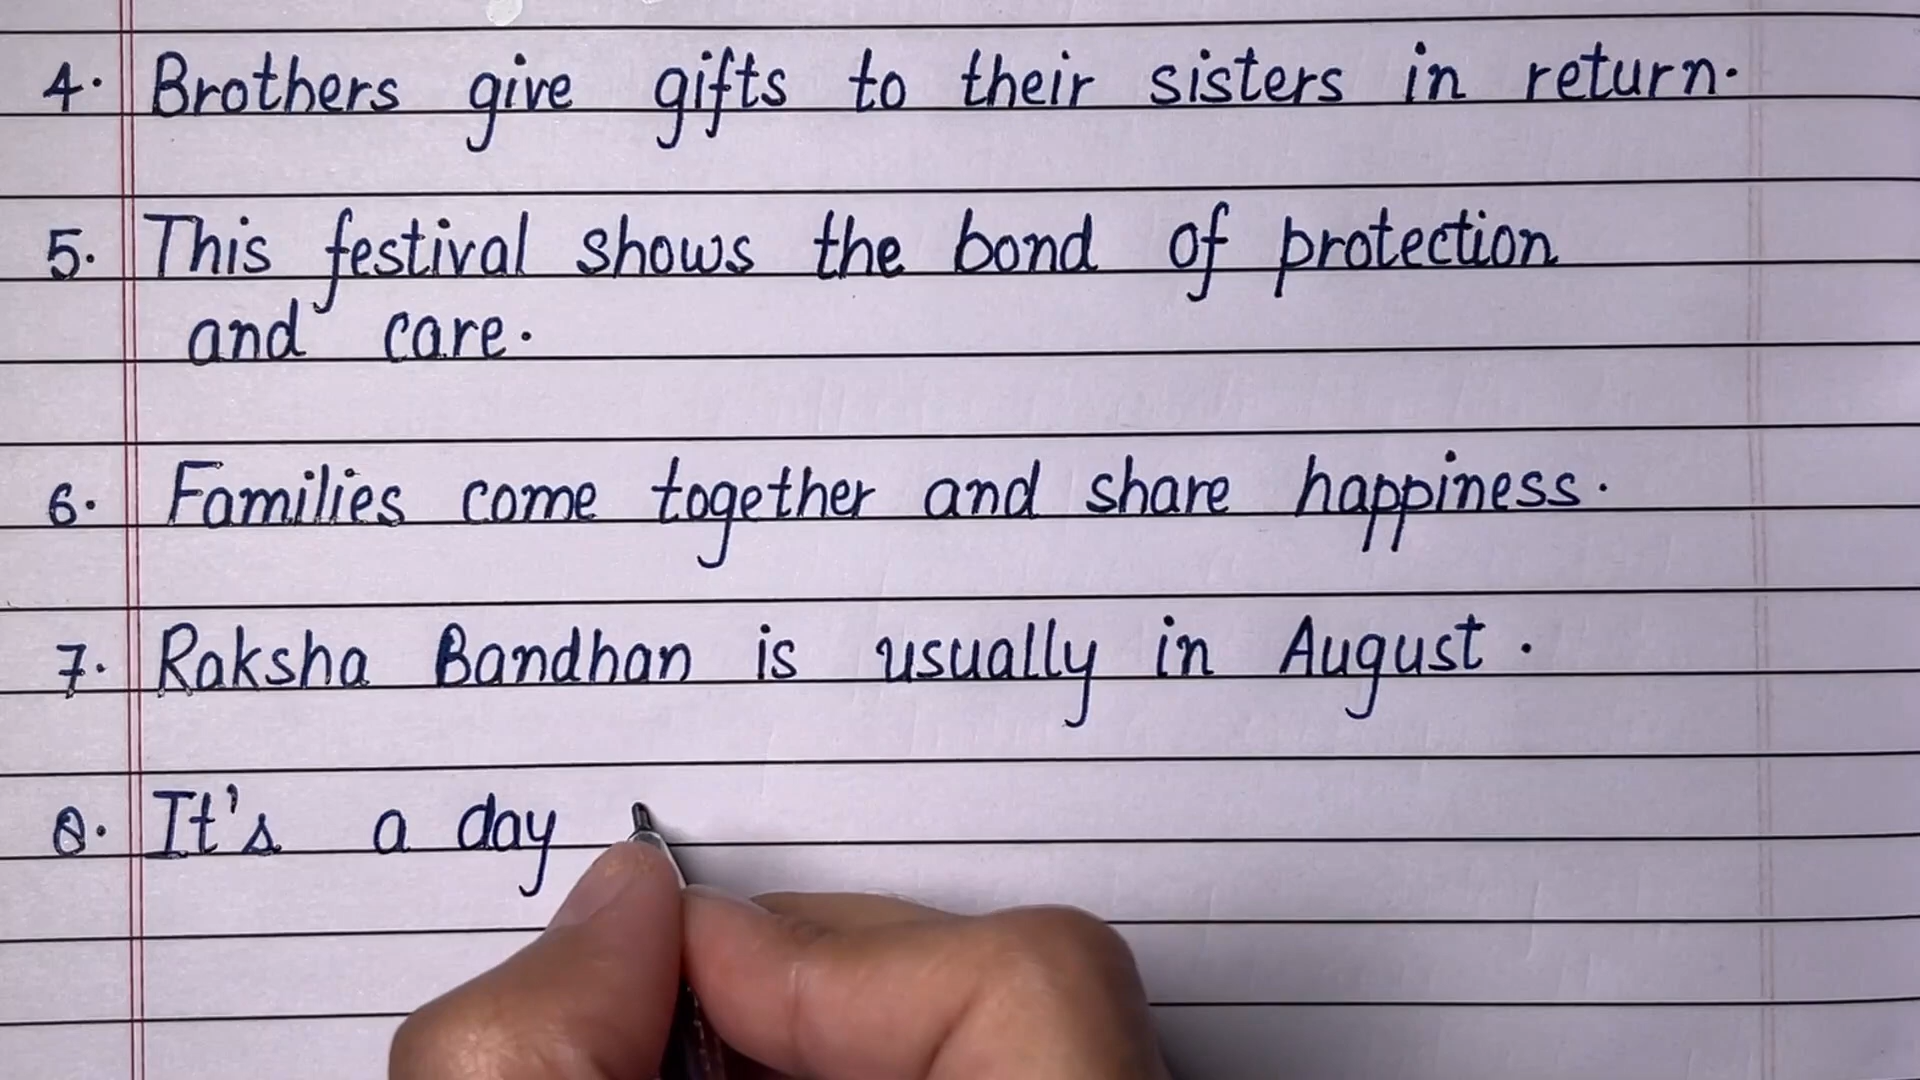 4. Brothers give gifts to their sisters in return.
5. This festival shows the bond of protection
and care.
6. Families come together and share happiness.
7. Raksha Bandhan is usually in August.
8. It's a day